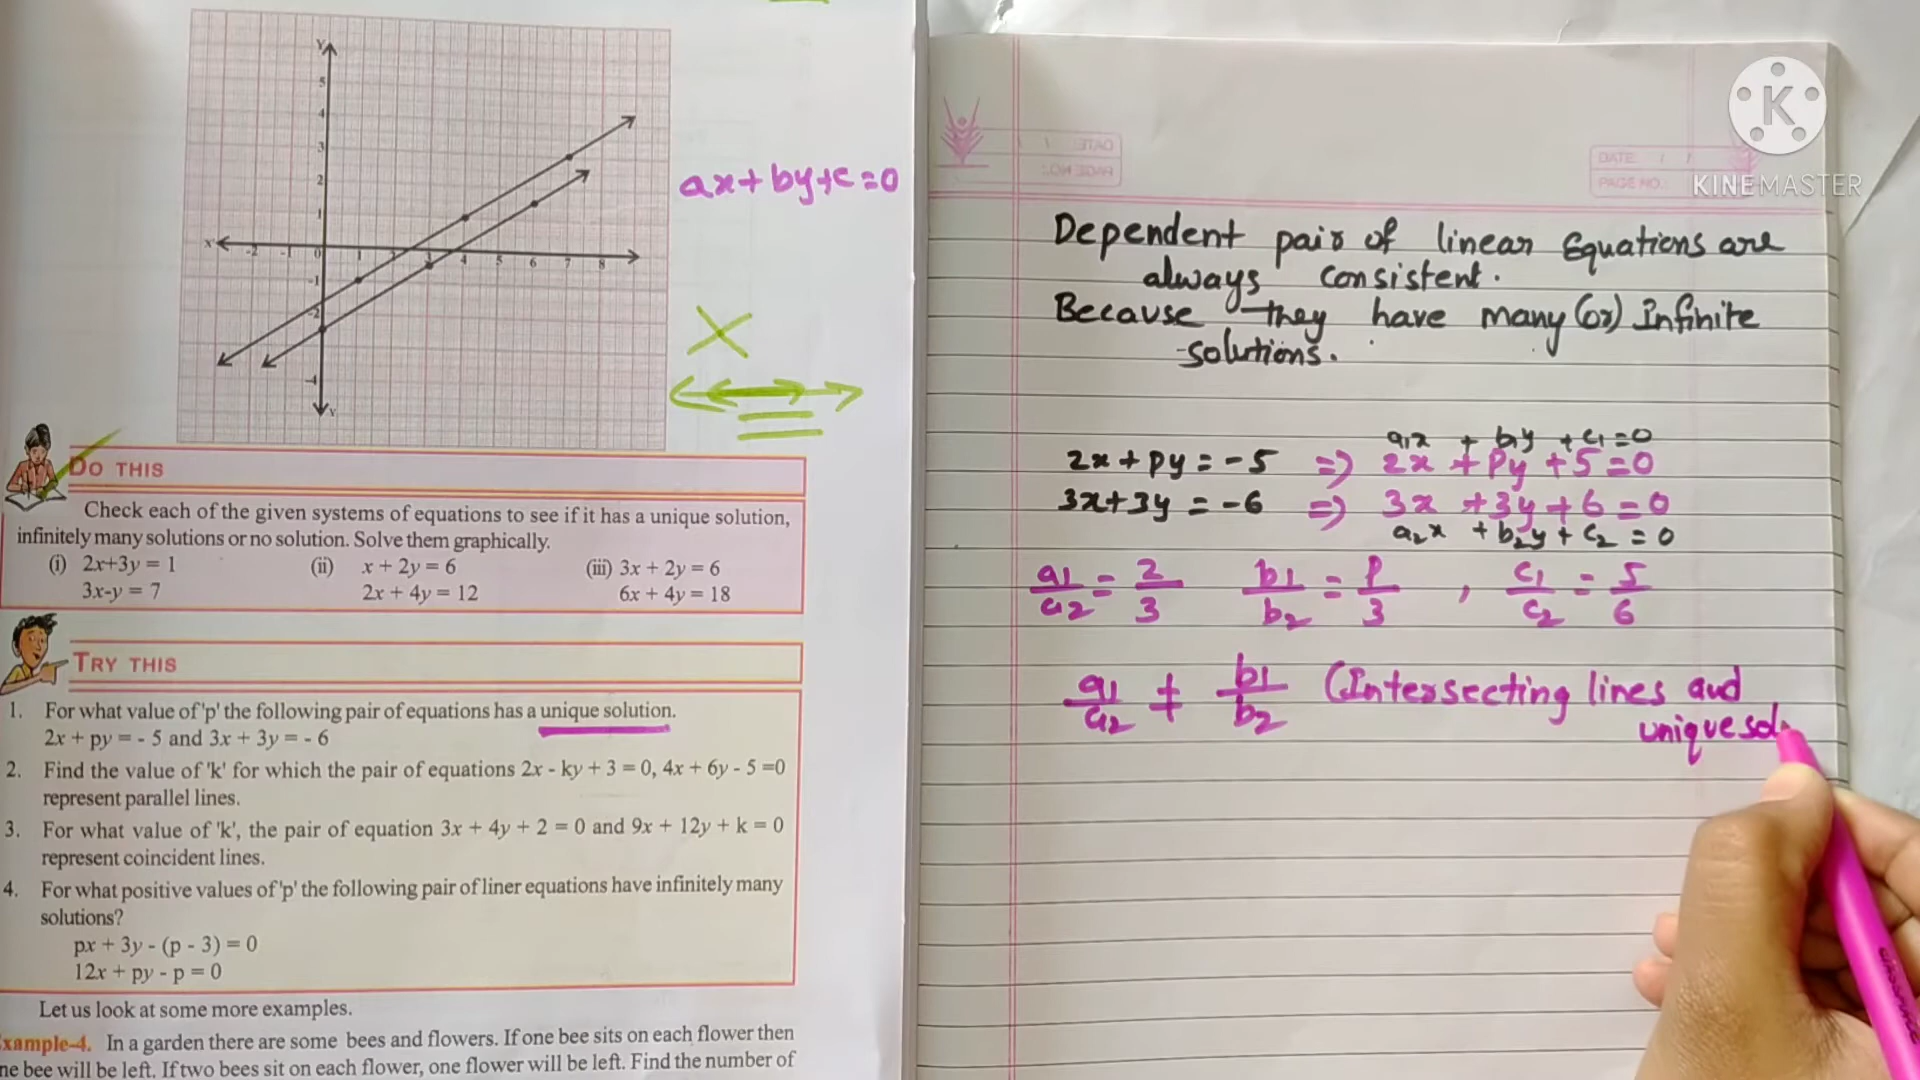 ax + by + c = 0
DO THIS
Check each of the given systems of equations to see if it has a unique solution,
infinitely many solutions or no solution. Solve them graphically.
(i) 2x+3y = 1 (ii) x + 2y = 6 (iii) 3x + 2y = 6
3x-y = 7 2x + 4y = 12 6x + 4y = 18
TRY THIS
1. For what value of 'p' the following pair of equations has a unique solution.
2x + py = - 5 and 3x + 3y = - 6
2. Find the value of 'k' for which the pair of equations 2x - ky + 3 = 0, 4x + 6y - 5 =0
represent parallel lines.
3. For what value of 'k', the pair of equation 3x + 4y + 2 = 0 and 9x + 12y + k = 0
represent coincident lines.
4. For what positive values of 'p' the following pair of liner equations have infinitely many
solutions?
px + 3y - (p - 3) = 0
12x + py - p = 0
Let us look at some more examples.
xample-4. In a garden there are some bees and flowers. If one bee sits on each flower then
ne bee will be left. If two bees sit on each flower, one flower will be left. Find the number of
KINEMASTER
DATE: / /
PAGE NO.
Dependent pair of linear Equations are
always consistent.
Because they have many (or) Infinite
solutions.
a₁x + b₁y + c₁ = 0
2x + py = -5 ⇒ 2x + py + 5 = 0
3x + 3y = -6 ⇒ 3x + 3y + 6 = 0
a₂x + b₂y + c₂ = 0
a₁/a₂ = 2/3 b₁/b₂ = p/3 , c₁/c₂ = 5/6
a₁/a₂ ≠ b₁/b₂ (Intersecting lines and
unique sol